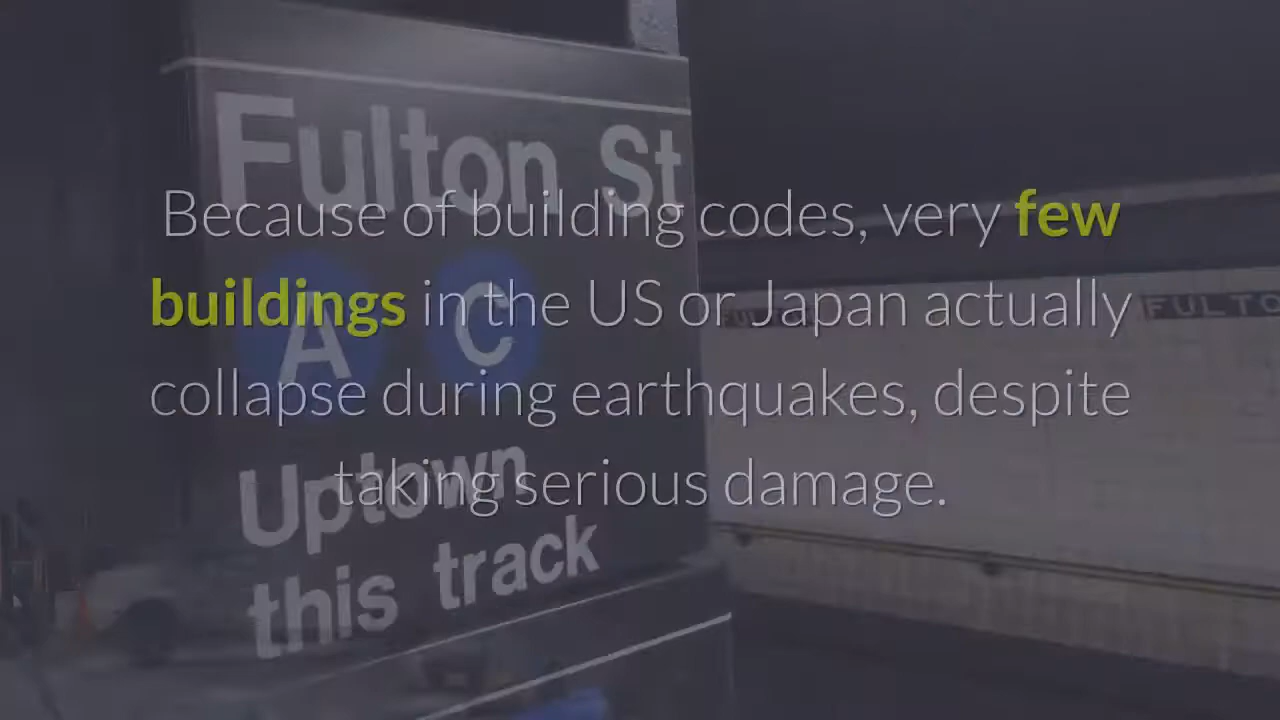 Because of building codes, very few
buildings in the US or Japan actually
collapse during earthquakes, despite
taking serious damage.
Fulton St
A C
Uptown
this track
FULTO